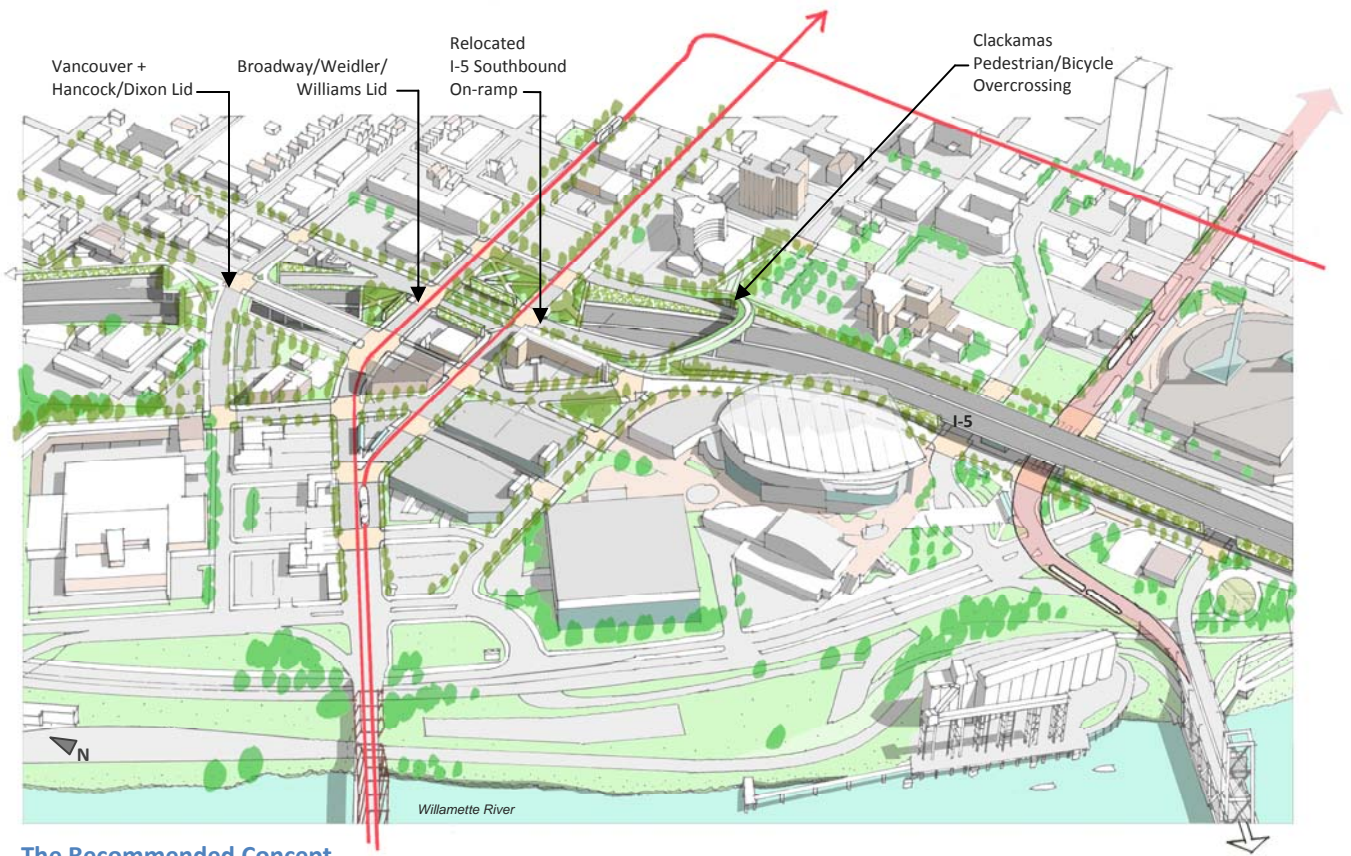 Vancouver +
Hancock/Dixon Lid
Broadway/Weidler/
Williams Lid
Relocated
I-5 Southbound
On-ramp
Clackamas
Pedestrian/Bicycle
Overcrossing
I-5
N
Willamette River
The Recommended Concept